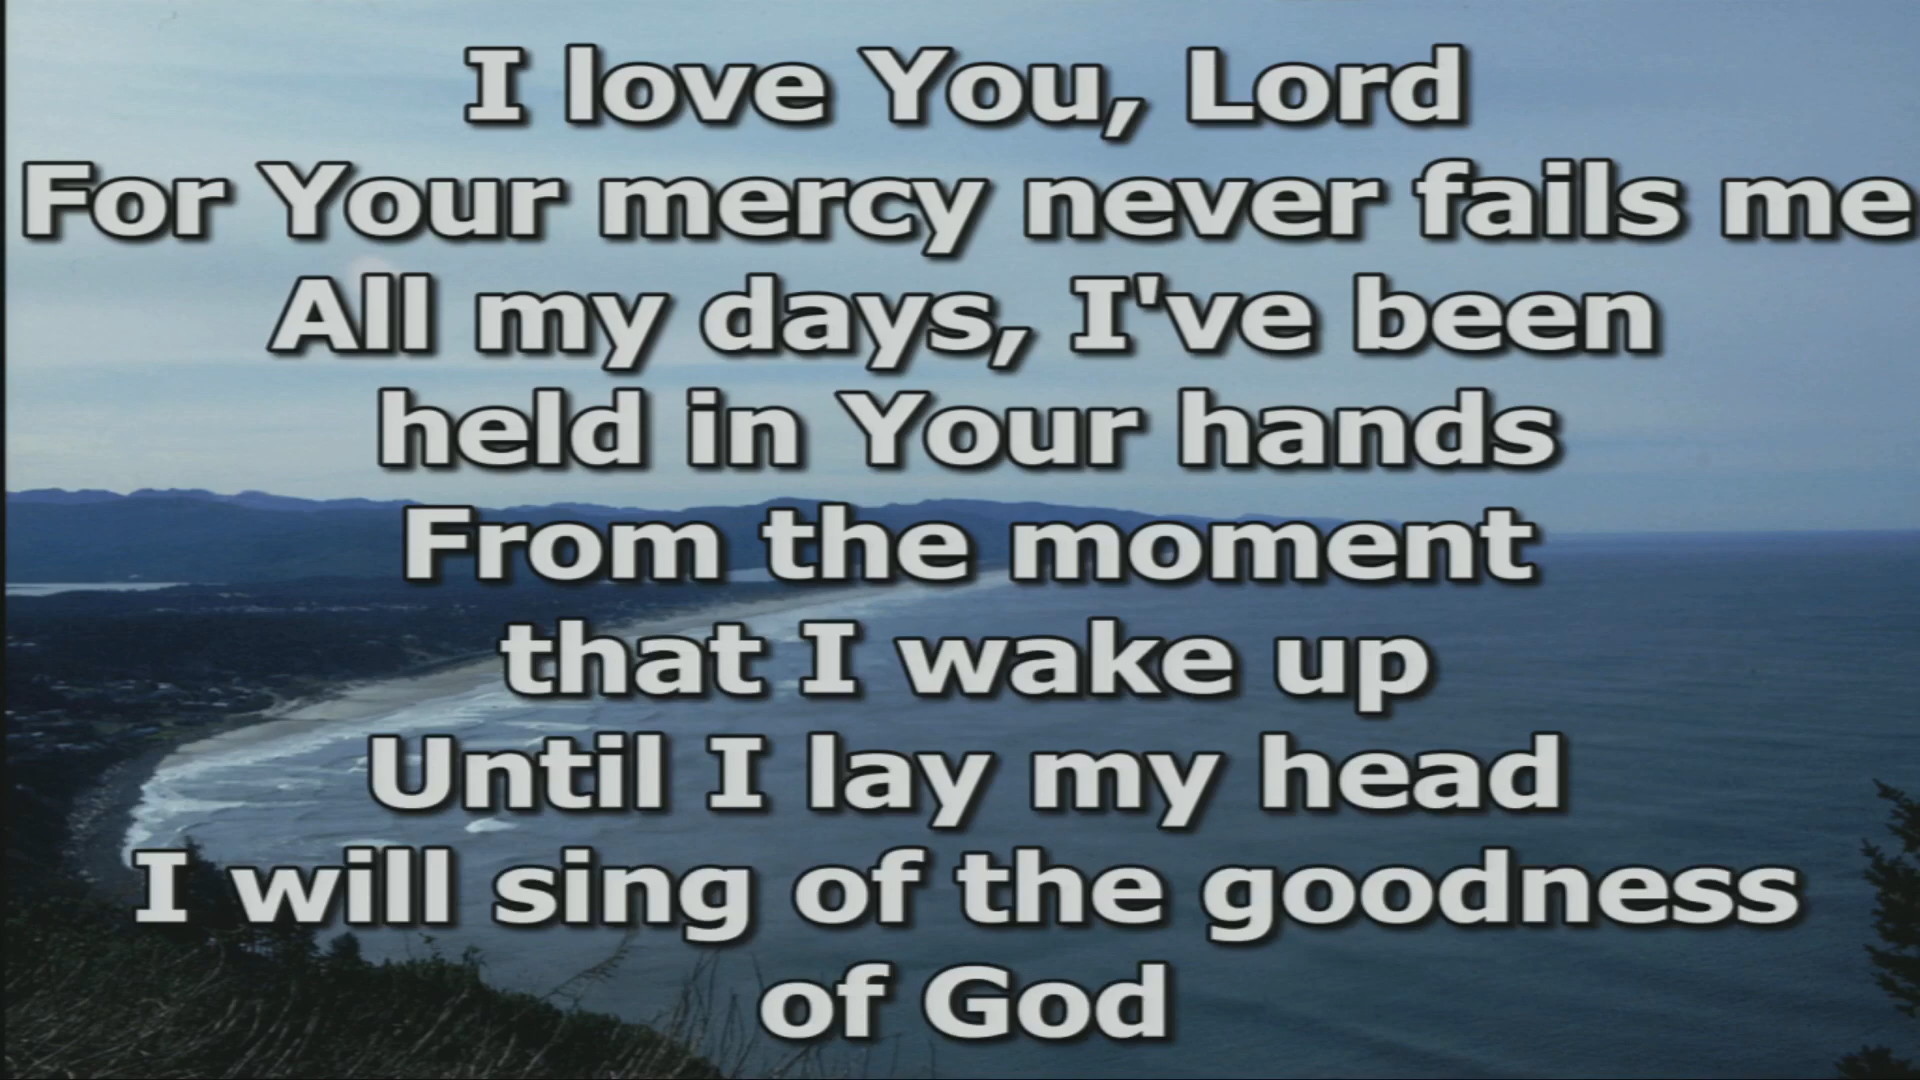 I love You, Lord
For Your mercy never fails me
All my days, I've been
held in Your hands
From the moment
that I wake up
Until I lay my head
I will sing of the goodness
of God